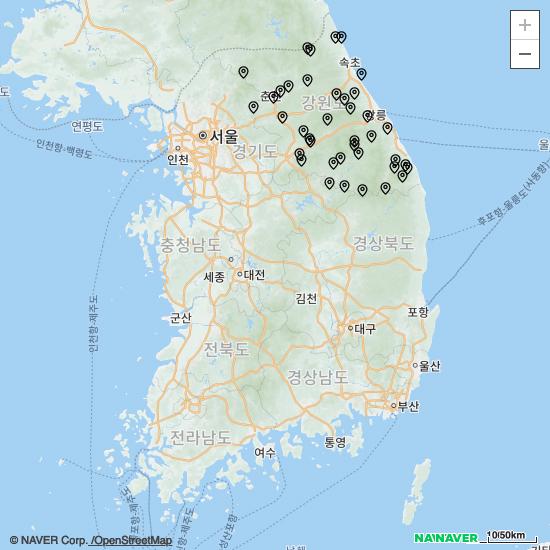 +
−
속초
춘천
강원도
강릉
연평도
서울
인천항-백령도
인천
경기도
울
후포항-울릉도(사동항)
충청남도
경상북도
세종
대전
인천항-제주도
김천
군산
포항
전북도
대구
경상남도
울산
부산
전라남도
여수
통영
© NAVER Corp. /OpenStreetMap
NAVER
10/50km